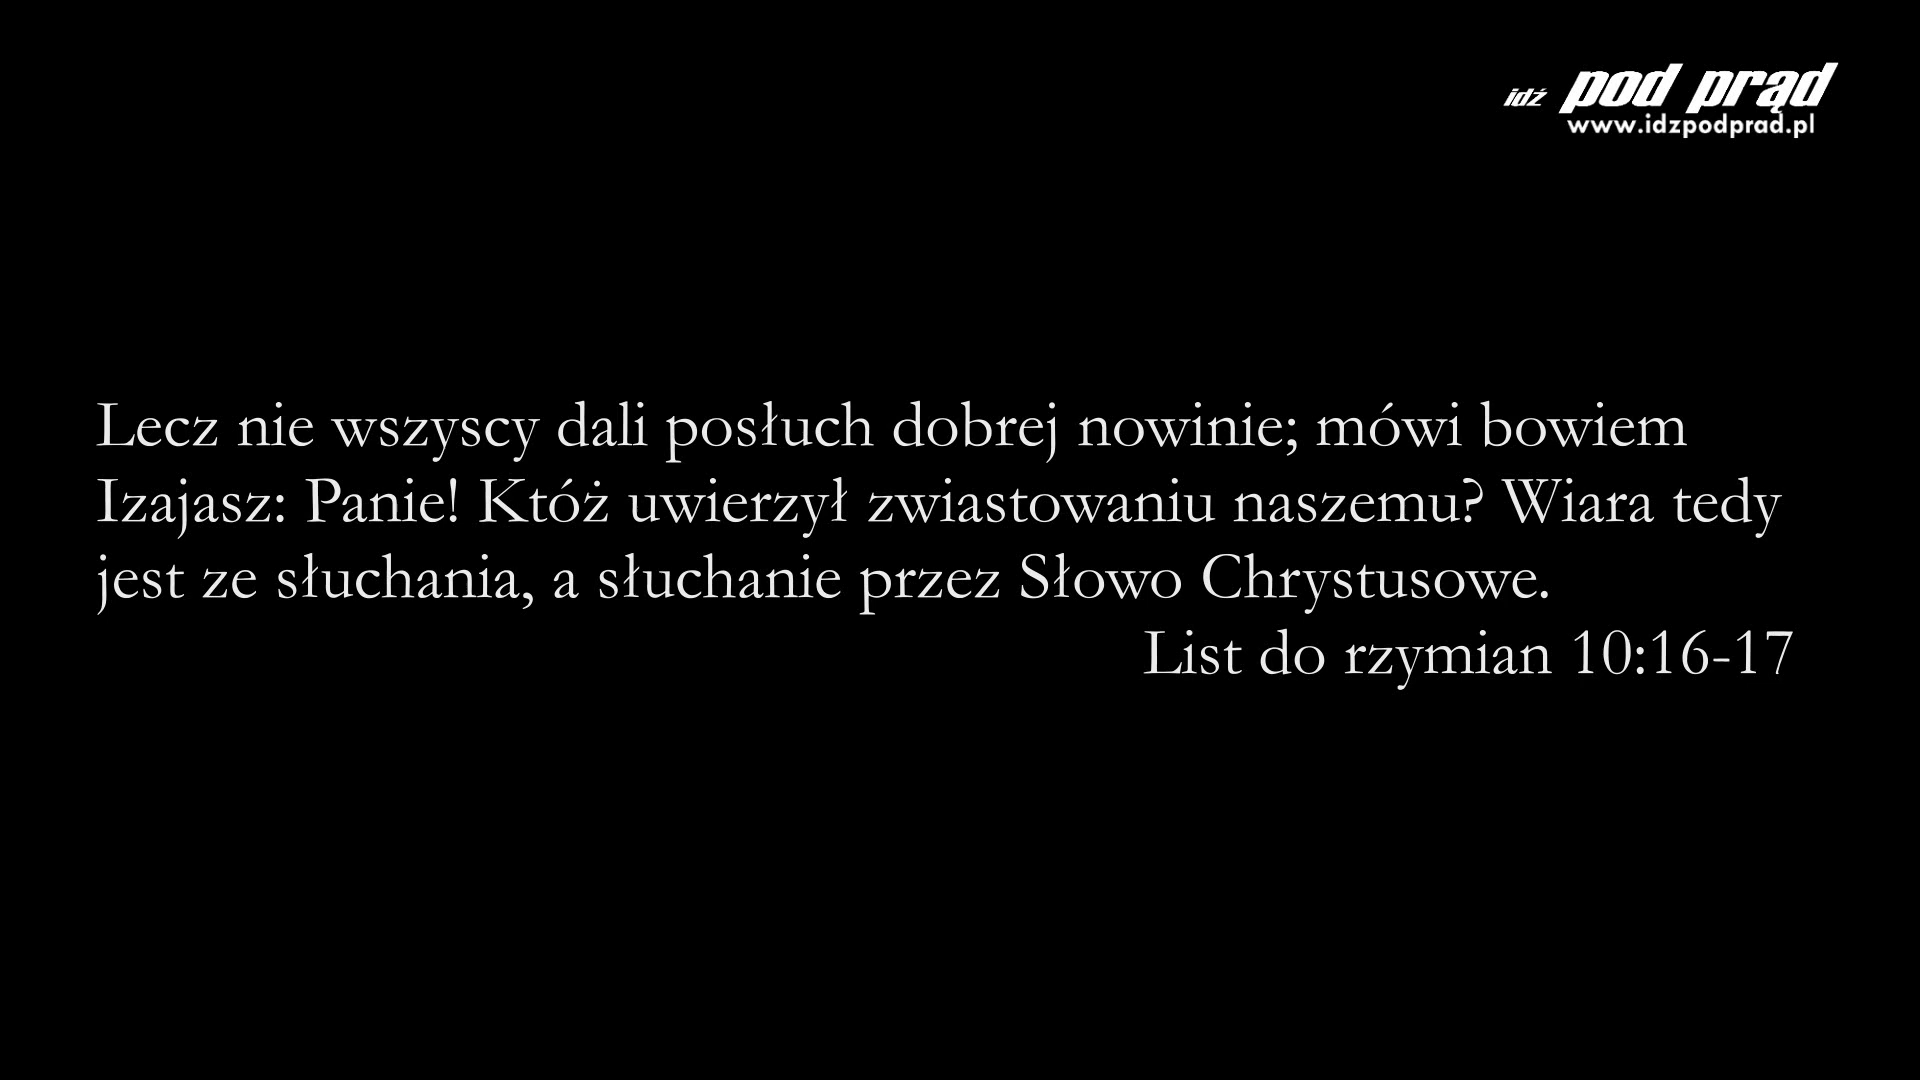 idź pod prąd
www.idzpodprad.pl
Lecz nie wszyscy dali posłuch dobrej nowinie; mówi bowiem
Izajasz: Panie! Któż uwierzył zwiastowaniu naszemu? Wiara tedy
jest ze słuchania, a słuchanie przez Słowo Chrystusowe.
List do rzymian 10:16-17